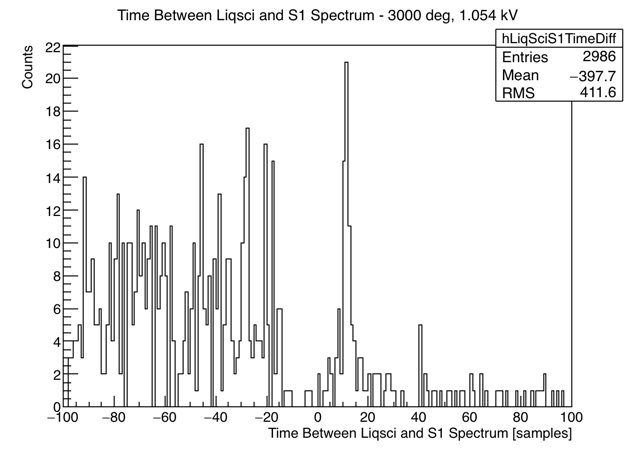 Time Between Liqsci and S1 Spectrum - 3000 deg, 1.054 kV
hLiqSciS1TimeDiff
Entries 2986
Mean −397.7
RMS 411.6
Counts
22
20
18
16
14
12
10
8
6
4
2
0
−100 −80 −60 −40 −20 0 20 40 60 80 100
Time Between Liqsci and S1 Spectrum [samples]